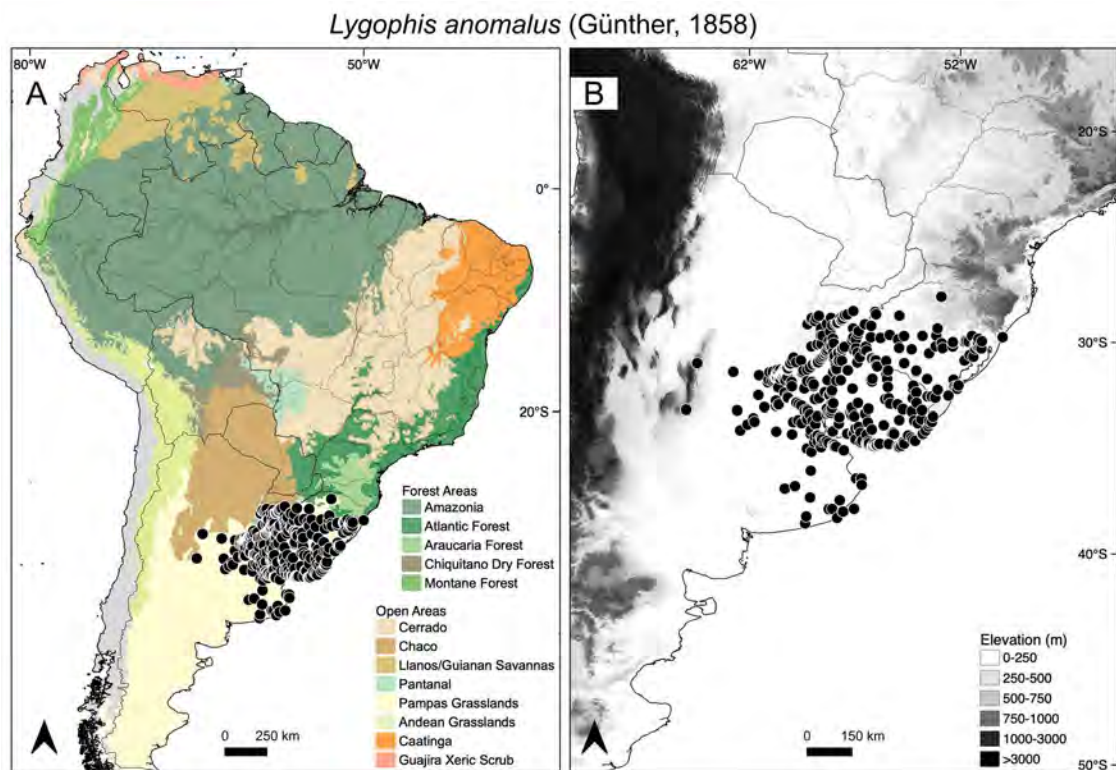 Lygophis anomalus (Günther, 1858)
80°W
50°W
A
0°
20°S
Forest Areas
Amazonia
Atlantic Forest
Araucaria Forest
Chiquitano Dry Forest
Montane Forest
Open Areas
Cerrado
Chaco
Llanos/Guianan Savannas
Pantanal
Pampas Grasslands
Andean Grasslands
Caatinga
Guajira Xeric Scrub
0 250 km
62°W
52°W
B
20°S
30°S
40°S
50°S
Elevation (m)
0-250
250-500
500-750
750-1000
1000-3000
>3000
0 150 km